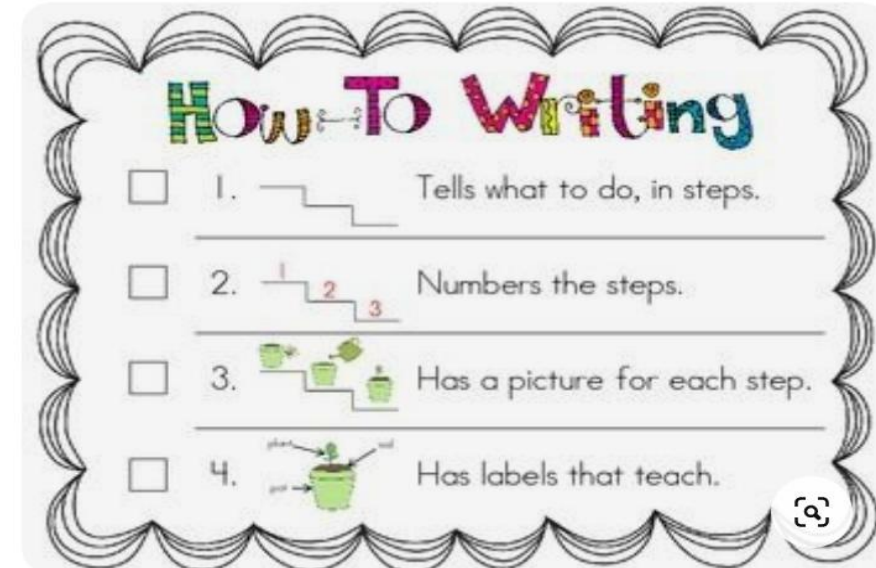 How-To Writing
1. Tells what to do, in steps.
2. 1 2 3 Numbers the steps.
3. Has a picture for each step.
4. Has labels that teach.